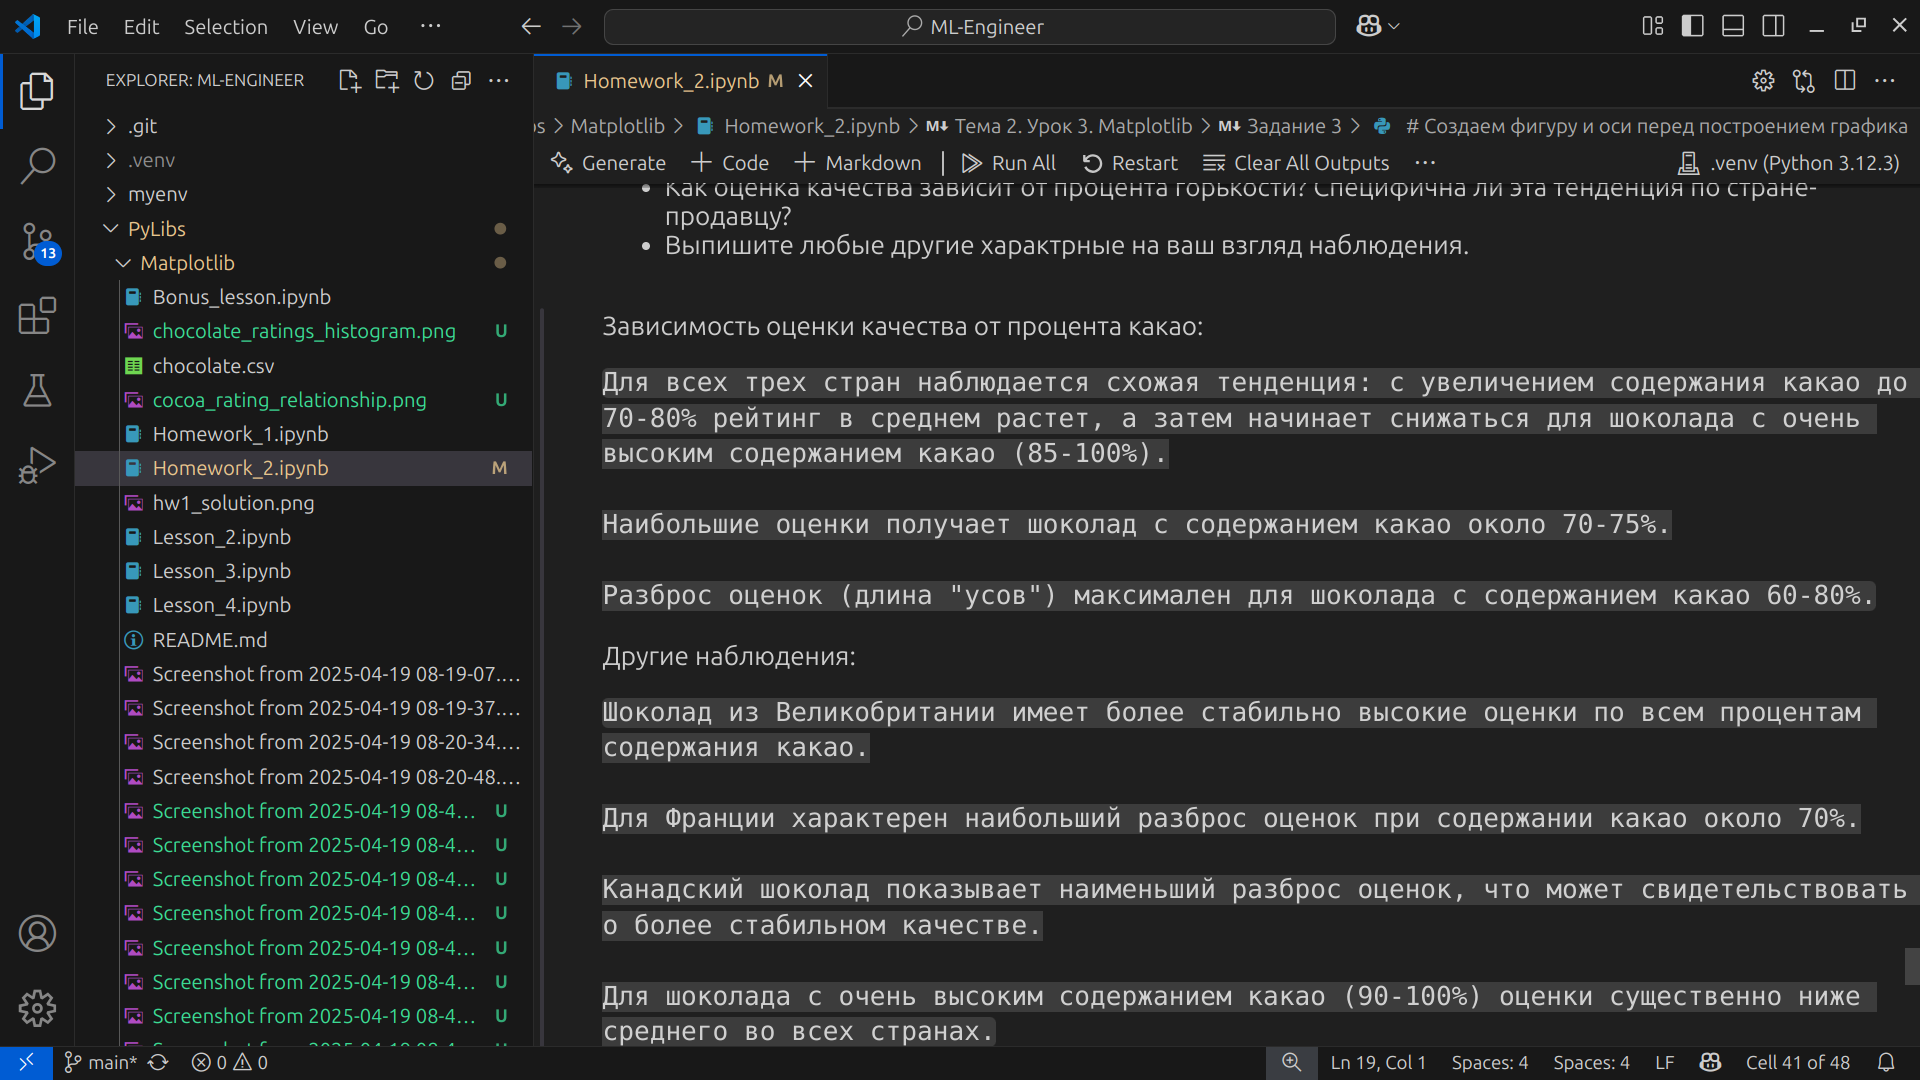 File Edit Selection View Go ···
ML-Engineer
EXPLORER: ML-ENGINEER
.git
.venv
myenv
PyLibs
Matplotlib
Bonus_lesson.ipynb
chocolate_ratings_histogram.png U
chocolate.csv
cocoa_rating_relationship.png U
Homework_1.ipynb
Homework_2.ipynb M
hw1_solution.png
Lesson_2.ipynb
Lesson_3.ipynb
Lesson_4.ipynb
README.md
Screenshot from 2025-04-19 08-19-07....
Screenshot from 2025-04-19 08-19-37....
Screenshot from 2025-04-19 08-20-34....
Screenshot from 2025-04-19 08-20-48....
Screenshot from 2025-04-19 08-4... U
Screenshot from 2025-04-19 08-4... U
Screenshot from 2025-04-19 08-4... U
Screenshot from 2025-04-19 08-4... U
Screenshot from 2025-04-19 08-4... U
Screenshot from 2025-04-19 08-4... U
Screenshot from 2025-04-19 08-4... U
13
Homework_2.ipynb M
Matplotlib > Homework_2.ipynb > M↓ Тема 2. Урок 3. Matplotlib > M↓ Задание 3 > # Создаем фигуру и оси перед построением графика
Generate + Code + Markdown | Run All Restart Clear All Outputs ··· .venv (Python 3.12.3)
• Как оценка качества зависит от процента горькости? Специфична ли эта тенденция по стране-
продавцу?
• Выпишите любые другие характрные на ваш взгляд наблюдения.
Зависимость оценки качества от процента какао:
Для всех трех стран наблюдается схожая тенденция: с увеличением содержания какао до
70-80% рейтинг в среднем растет, а затем начинает снижаться для шоколада с очень
высоким содержанием какао (85-100%).
Наибольшие оценки получает шоколад с содержанием какао около 70-75%.
Разброс оценок (длина "усов") максимален для шоколада с содержанием какао 60-80%.
Другие наблюдения:
Шоколад из Великобритании имеет более стабильно высокие оценки по всем процентам
содержания какао.
Для Франции характерен наибольший разброс оценок при содержании какао около 70%.
Канадский шоколад показывает наименьший разброс оценок, что может свидетельствовать
о более стабильном качестве.
Для шоколада с очень высоким содержанием какао (90-100%) оценки существенно ниже
среднего во всех странах.
main* 0 0 Ln 19, Col 1 Spaces: 4 Spaces: 4 LF Cell 41 of 48